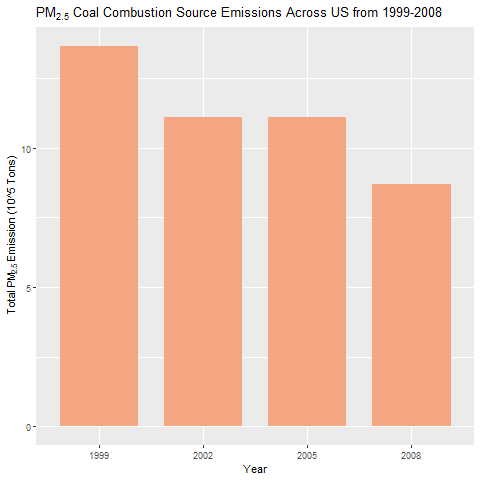 PM2.5 Coal Combustion Source Emissions Across US from 1999-2008
Total PM2.5 Emission (10^5 Tons)
10
5
0
1999 2002 2005 2008
Year